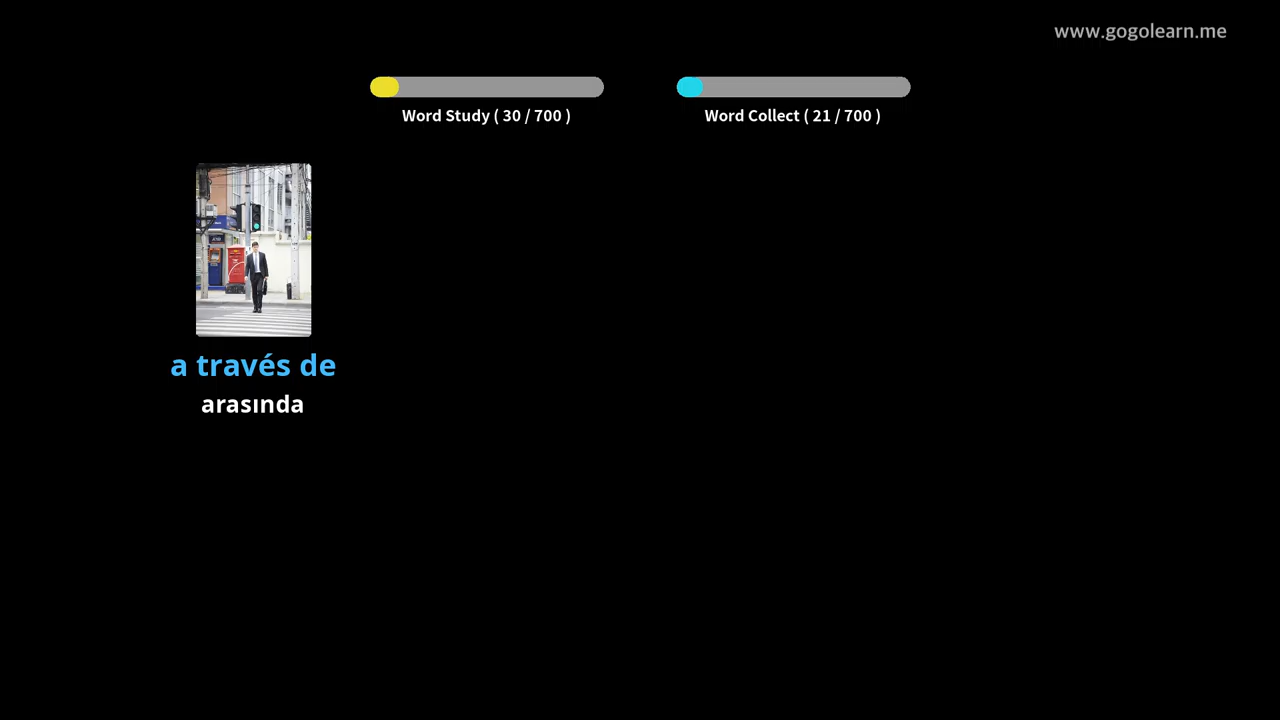 www.gogolearn.me
Word Study ( 30 / 700 )
Word Collect ( 21 / 700 )
a través de
arasında